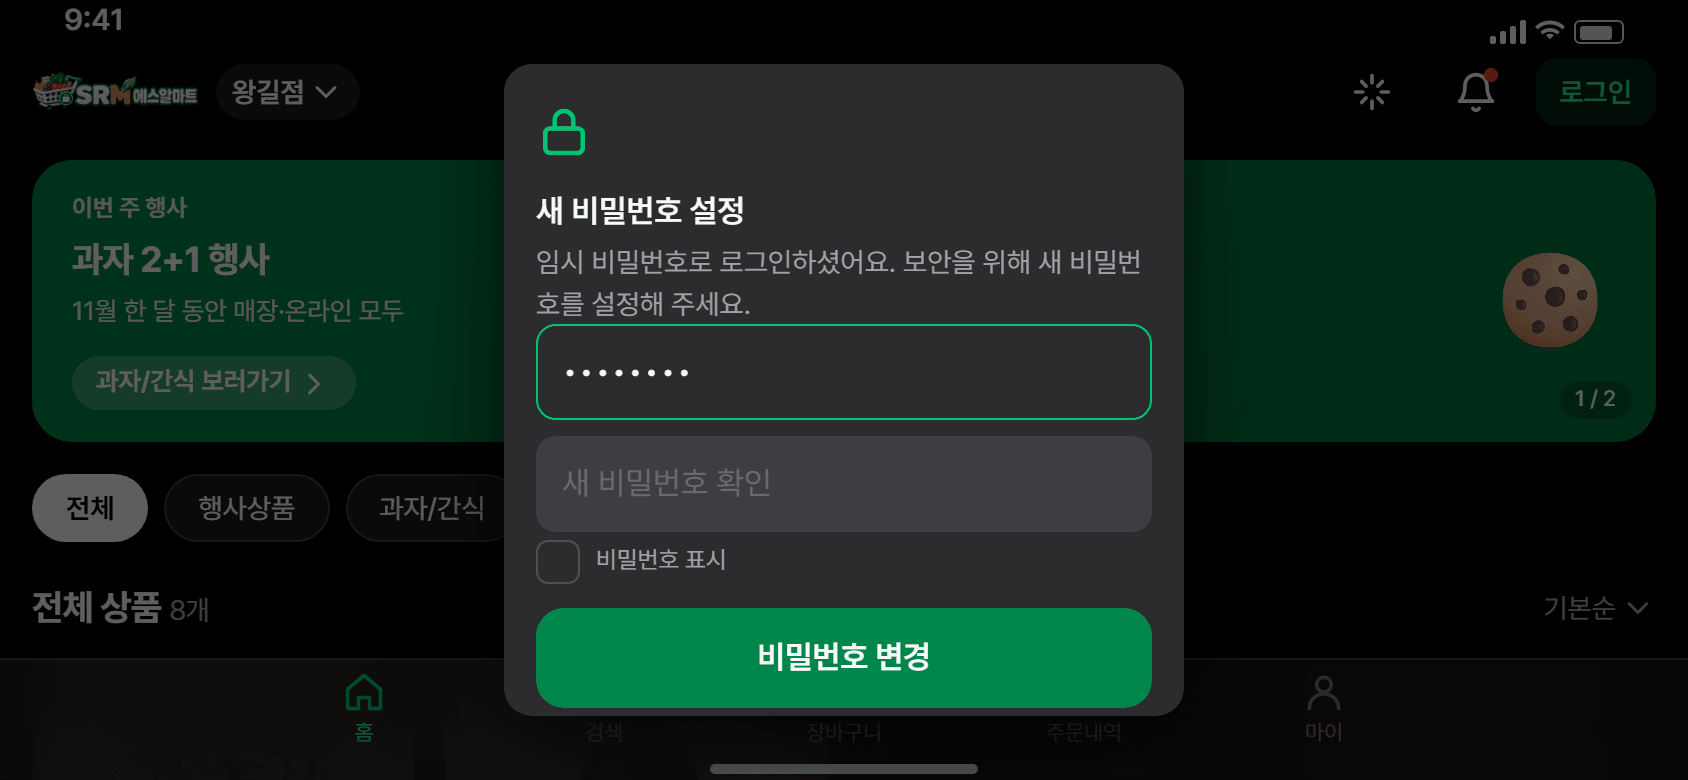 9:41
SRM에스알마트
왕길점
로그인
이번 주 행사
과자 2+1 행사
11월 한 달 동안 매장·온라인 모두
과자/간식 보러가기
1 / 2
새 비밀번호 설정
임시 비밀번호로 로그인하셨어요. 보안을 위해 새 비밀번
호를 설정해 주세요.
••••••••
새 비밀번호 확인
비밀번호 표시
비밀번호 변경
전체
행사상품
과자/간식
전체 상품 8개
기본순
홈
검색
장바구니
주문내역
마이